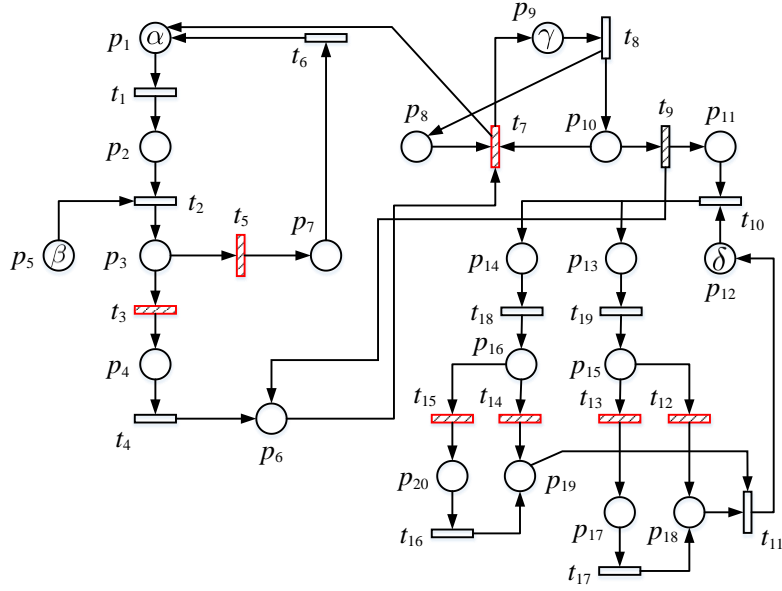 p9
p1 α γ t8
t6
t1 p8 t7 p10 t9 p11
p2
t2 t5 p7 t10
p5 β p3 p14 p13 δ
p12
t3 t18 t19
p4 p16 p15
t15 t14 t13 t12
t4 p6
p20 p19
t16 p17 p18 t11
t17